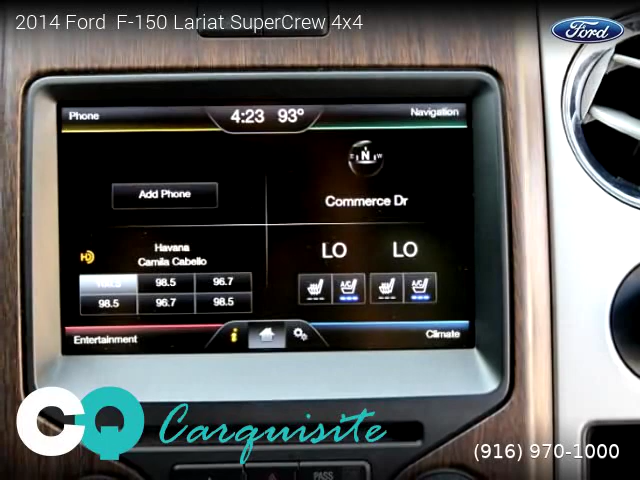 2014 Ford F-150 Lariat SuperCrew 4x4
Ford
Phone
4:23 93°
Navigation
N W
Add Phone
Commerce Dr
HD
Havana
Camila Cabello
LO LO
98.5 96.7
98.5 96.7 98.5
A/C A/C
Entertainment
i
Climate
CQ Carquisite
(916) 970-1000
PASS